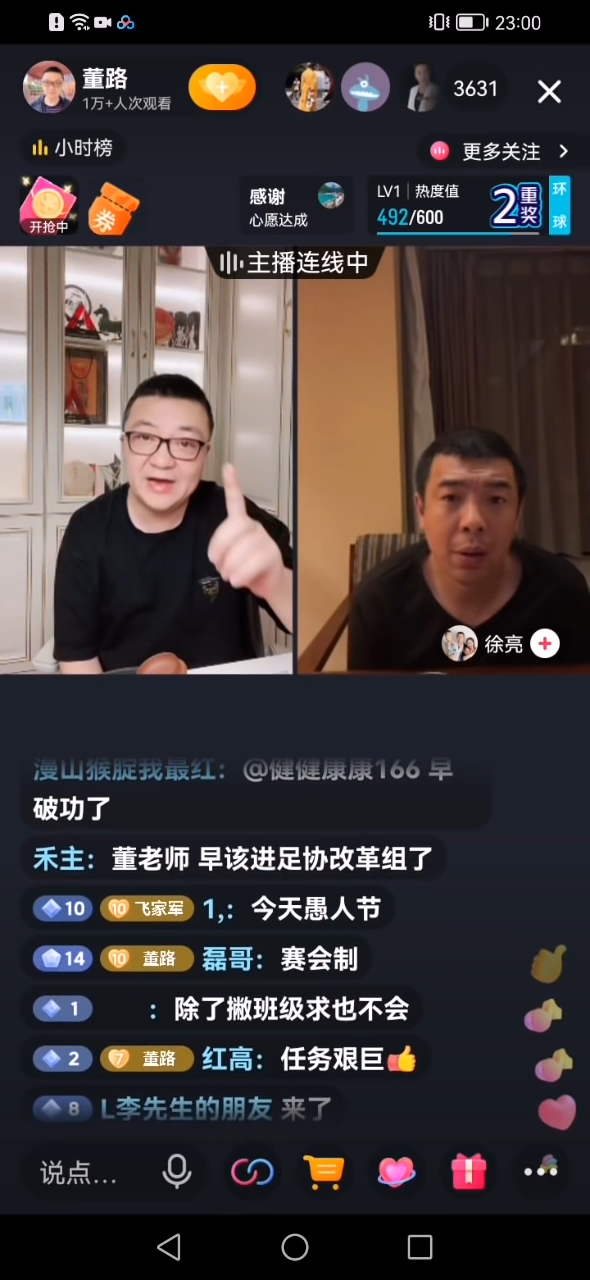 23:00
董路
1万+人次观看
3631
小时榜
更多关注
开抢中
券
感谢
心愿达成
LV1 热度值
492/600
2重奖
环球
主播连线中
徐亮
漫山猴腚我最红：@健健康康166 早
破功了
禾主：董老师 早该进足协改革组了
10 10 飞家军 1,：今天愚人节
14 10 董路 磊哥：赛会制
1 ：除了撇班级求也不会
2 7 董路 红高：任务艰巨👍
8 L李先生的朋友 来了
说点...